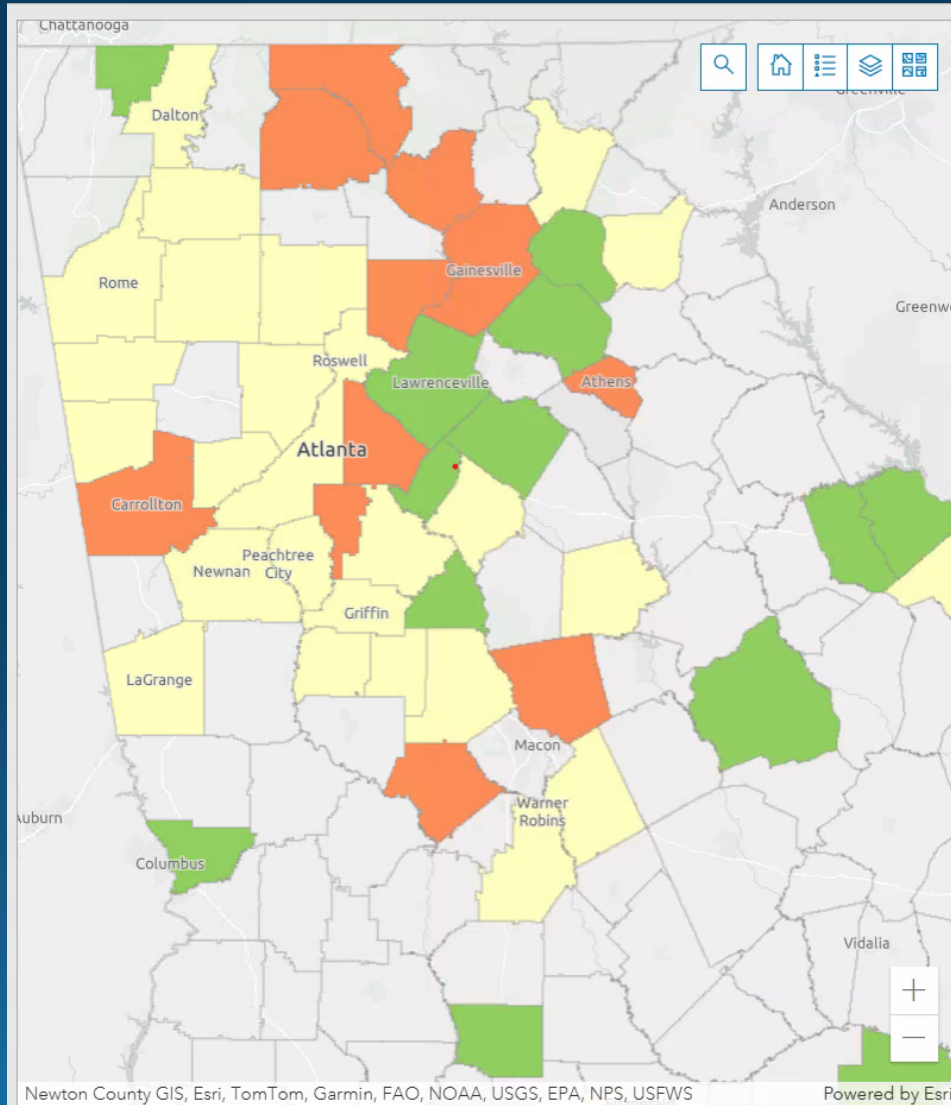 Chattanooga
Greenville
Dalton
Anderson
Gainesville
Rome
Roswell
Lawrenceville
Athens
Atlanta
Carrollton
Peachtree
Newnan City
Griffin
LaGrange
Macon
Warner
Robins
Auburn
Columbus
Vidalia
Newton County GIS, Esri, TomTom, Garmin, FAO, NOAA, USGS, EPA, NPS, USFWS
Powered by Esri